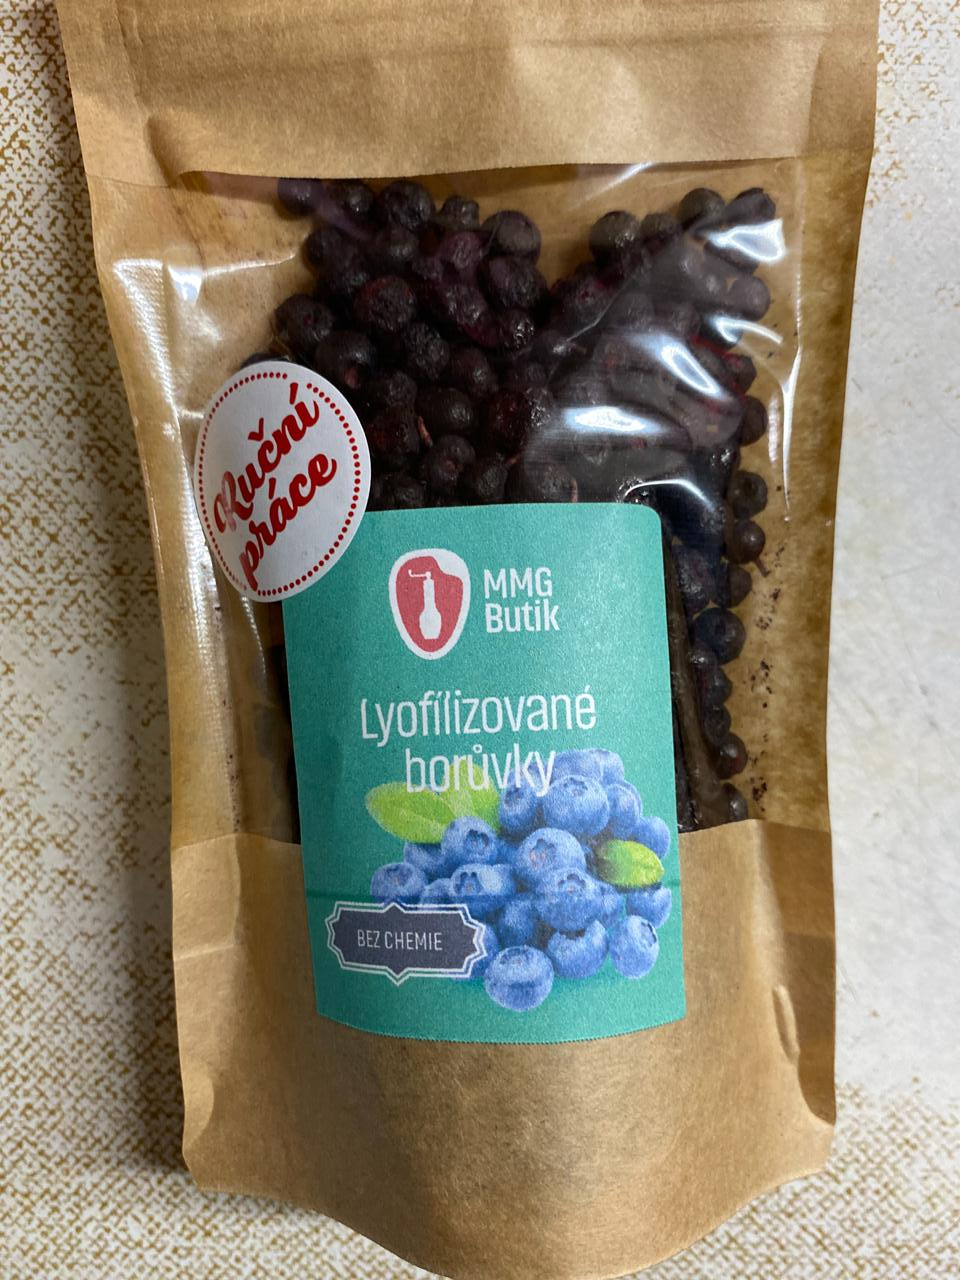 Ruční
práce
MMG
Butik
Lyofilizované
borůvky
BEZ CHEMIE